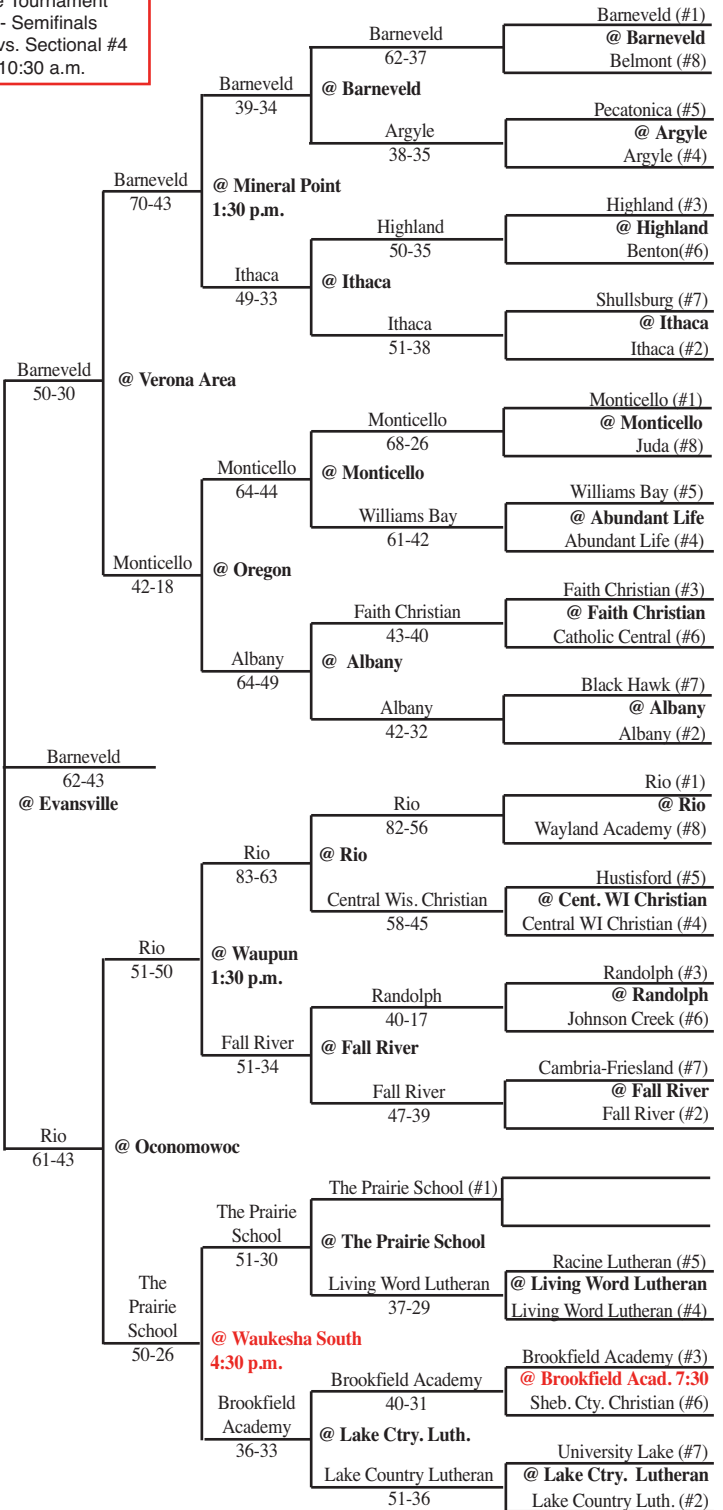 e Tournament
- Semifinals
vs. Sectional #4
10:30 a.m.
Barneveld (#1)
@ Barneveld
Belmont (#8)
Barneveld
62-37
Pecatonica (#5)
@ Argyle
Argyle (#4)
Argyle
38-35
@ Barneveld
Barneveld
39-34
Highland (#3)
@ Highland
Benton(#6)
Highland
50-35
Shullsburg (#7)
@ Ithaca
Ithaca (#2)
Ithaca
51-38
@ Ithaca
Ithaca
49-33
@ Mineral Point
1:30 p.m.
Barneveld
70-43
Monticello (#1)
@ Monticello
Juda (#8)
Monticello
68-26
Williams Bay (#5)
@ Abundant Life
Abundant Life (#4)
Williams Bay
61-42
@ Monticello
Monticello
64-44
Faith Christian (#3)
@ Faith Christian
Catholic Central (#6)
Faith Christian
43-40
Black Hawk (#7)
@ Albany
Albany (#2)
Albany
42-32
@ Albany
Albany
64-49
@ Oregon
Monticello
42-18
@ Verona Area
Barneveld
50-30
Barneveld
62-43
@ Evansville
Rio (#1)
@ Rio
Wayland Academy (#8)
Rio
82-56
Hustisford (#5)
@ Cent. WI Christian
Central WI Christian (#4)
Central Wis. Christian
58-45
@ Rio
Rio
83-63
Randolph (#3)
@ Randolph
Johnson Creek (#6)
Randolph
40-17
Cambria-Friesland (#7)
@ Fall River
Fall River (#2)
Fall River
47-39
@ Fall River
Fall River
51-34
@ Waupun
1:30 p.m.
Rio
51-50
The Prairie School (#1)
Racine Lutheran (#5)
@ Living Word Lutheran
Living Word Lutheran (#4)
Living Word Lutheran
37-29
@ The Prairie School
The Prairie
School
51-30
Brookfield Academy (#3)
@ Brookfield Acad. 7:30
Sheb. Cty. Christian (#6)
Brookfield Academy
40-31
University Lake (#7)
@ Lake Ctry. Lutheran
Lake Country Luth. (#2)
Lake Country Lutheran
51-36
@ Lake Ctry. Luth.
Brookfield
Academy
36-33
@ Waukesha South
4:30 p.m.
The
Prairie
School
50-26
@ Oconomowoc
Rio
61-43